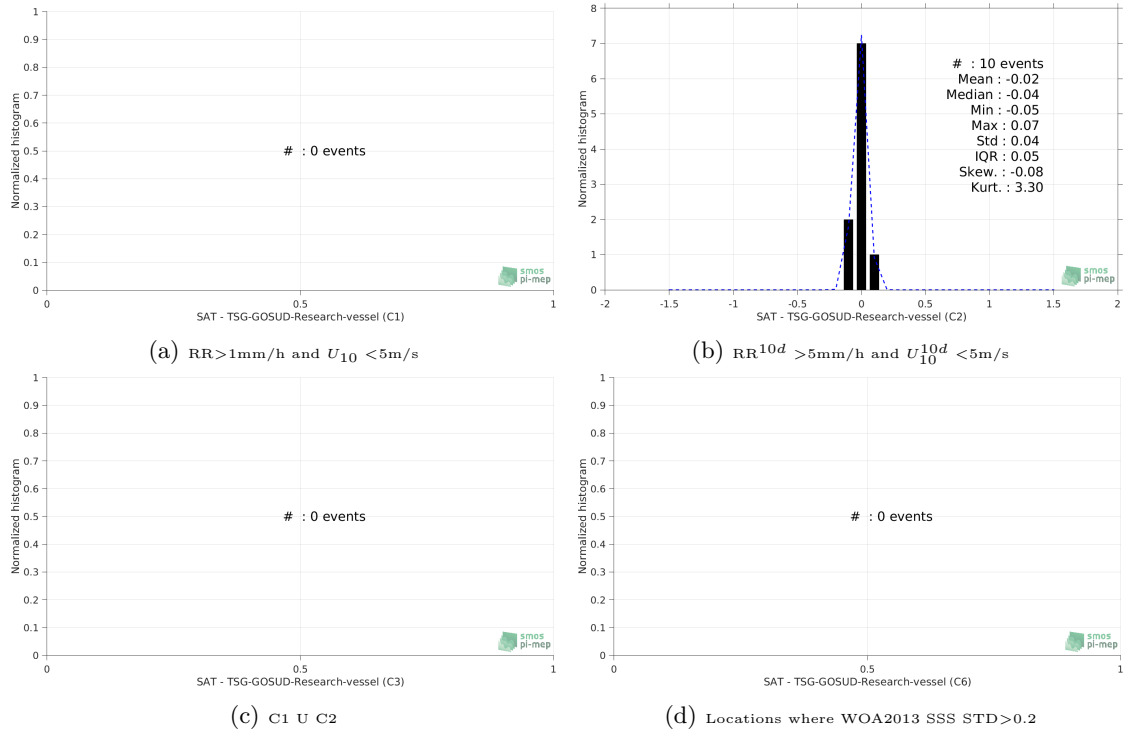 1
0.9
0.8
0.7
0.6
0.5
0.4
0.3
0.2
0.1
0
Normalized histogram
# : 0 events
smos
pi-mep
0 0.5 1
SAT - TSG-GOSUD-Research-vessel (C1)
(a) RR>1mm/h and U10 <5m/s
8
7
6
5
4
3
2
1
0
Normalized histogram
# : 10 events
Mean : -0.02
Median : -0.04
Min : -0.05
Max : 0.07
Std : 0.04
IQR : 0.05
Skew. : -0.08
Kurt. : 3.30
smos
pi-mep
-2 -1.5 -1 -0.5 0 0.5 1 1.5 2
SAT - TSG-GOSUD-Research-vessel (C2)
(b) RR10d >5mm/h and U10d10 <5m/s
1
0.9
0.8
0.7
0.6
0.5
0.4
0.3
0.2
0.1
0
Normalized histogram
# : 0 events
smos
pi-mep
0 0.5 1
SAT - TSG-GOSUD-Research-vessel (C3)
(c) C1 U C2
1
0.9
0.8
0.7
0.6
0.5
0.4
0.3
0.2
0.1
0
Normalized histogram
# : 0 events
smos
pi-mep
0 0.5 1
SAT - TSG-GOSUD-Research-vessel (C6)
(d) Locations where WOA2013 SSS STD>0.2